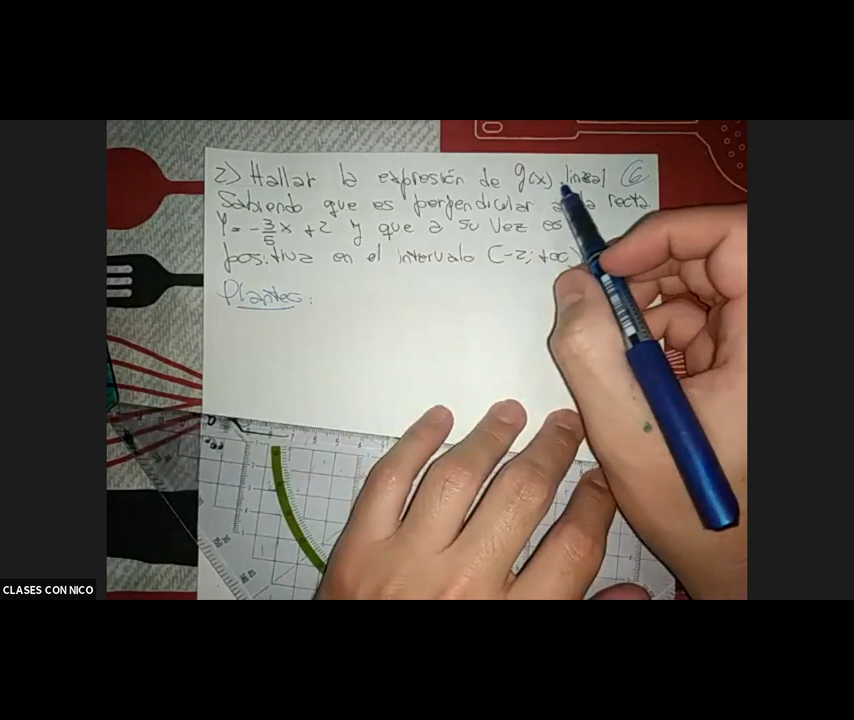 2) Hallar la expresión de g(x) lineal 6
Sabiendo que es perpendicular a la recta
Y = -3/5 x + 2 y que a su vez es
positiva en el intervalo (-2; +∞)
Planteo:
CLASES CON NICO